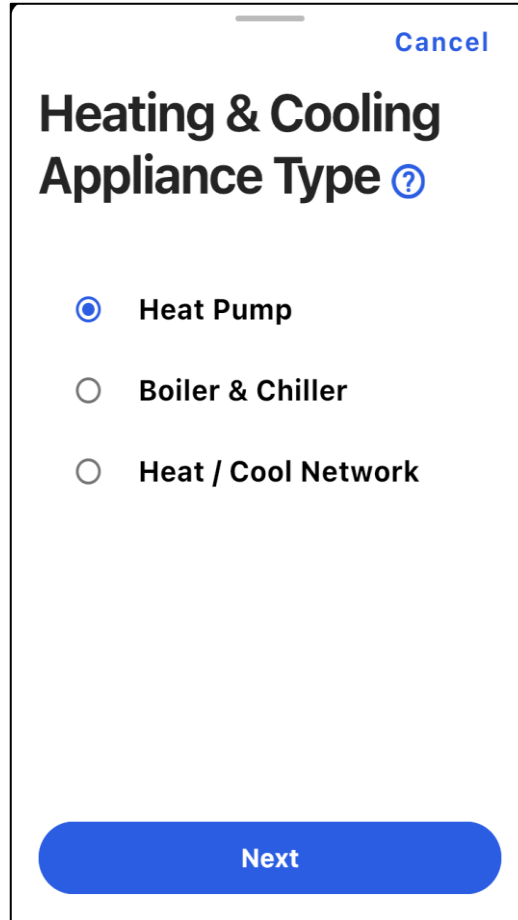 Cancel
Heating & Cooling
Appliance Type ?
Heat Pump
Boiler & Chiller
Heat / Cool Network
Next